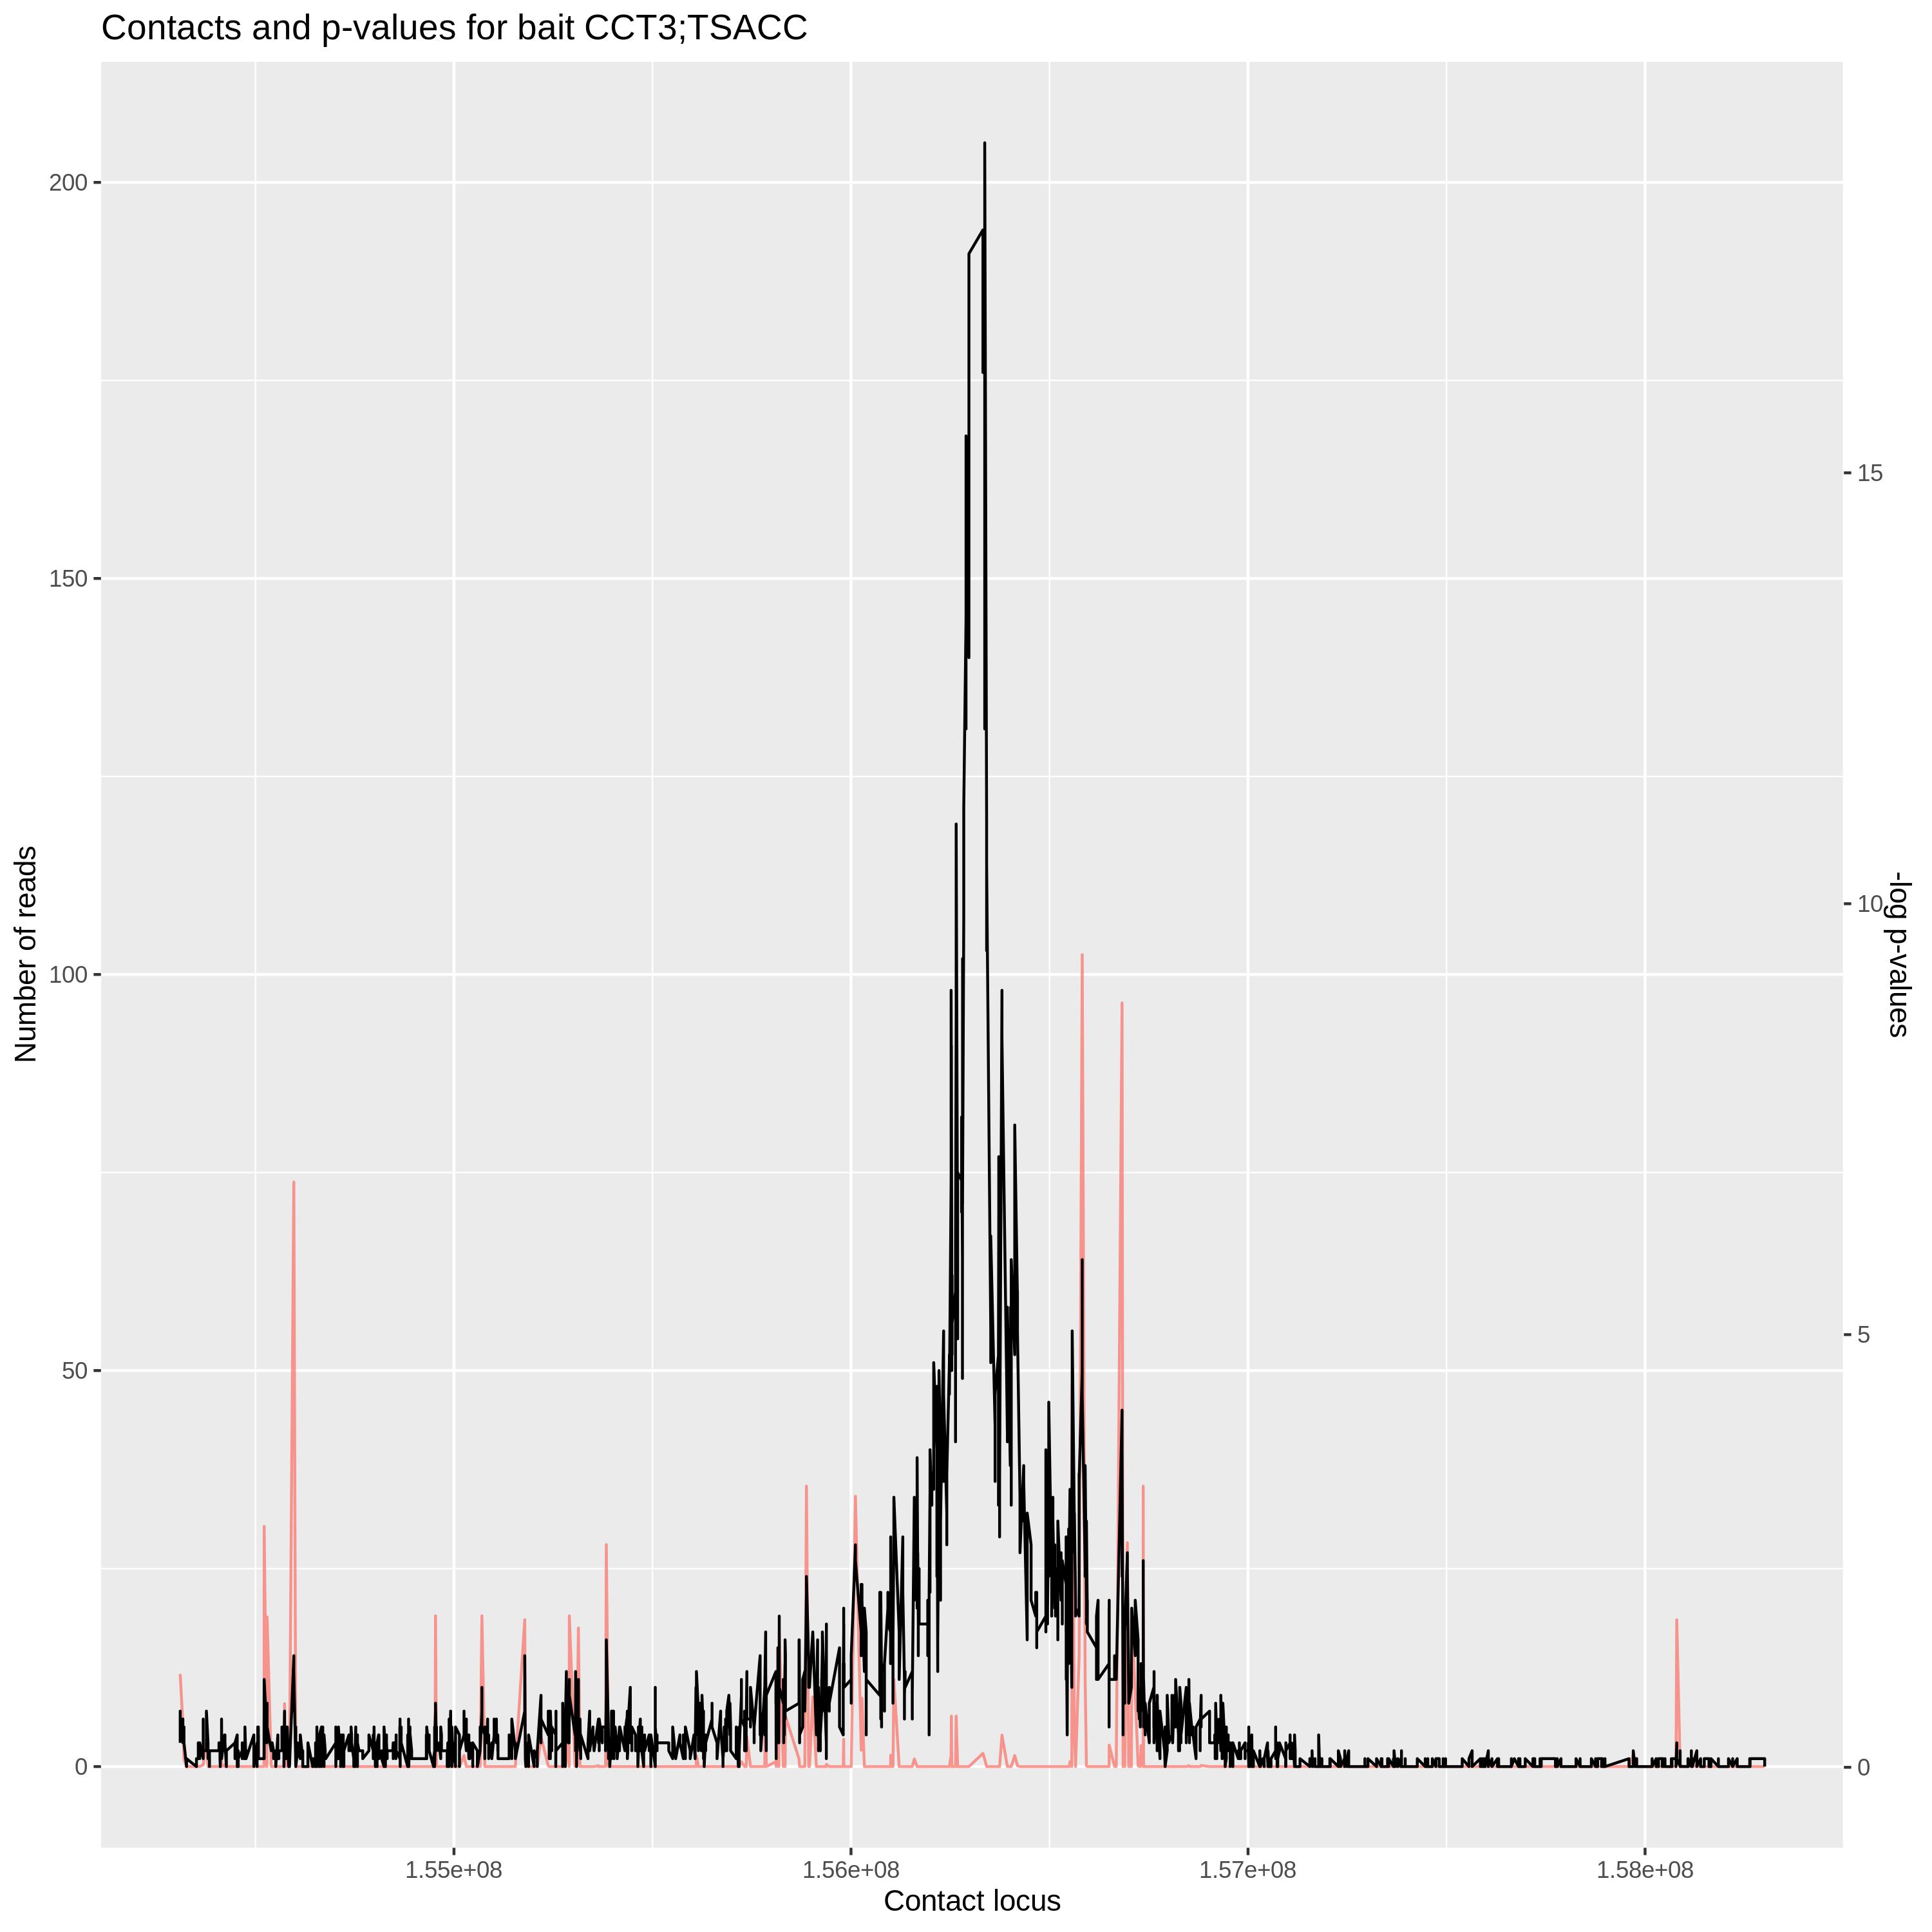 Contacts and p-values for bait CCT3;TSACC
200
150
100
50
0
Number of reads
15
10
5
0
-log p-values
1.55e+08
1.56e+08
1.57e+08
1.58e+08
Contact locus